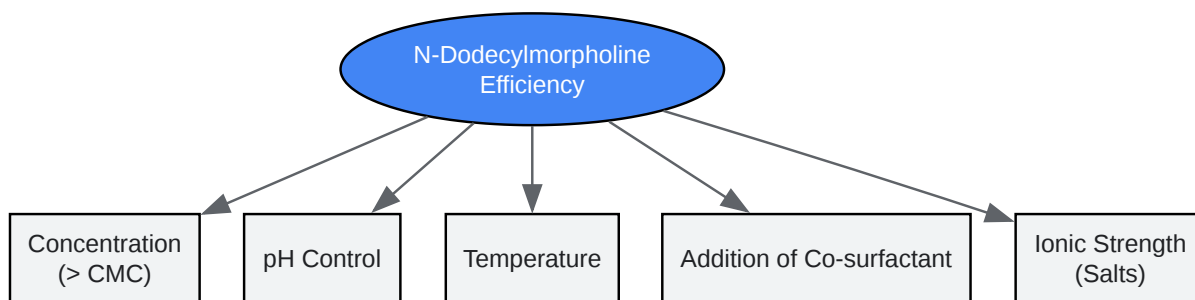 N-Dodecylmorpholine
Efficiency
Concentration
(> CMC)
pH Control
Temperature
Addition of Co-surfactant
Ionic Strength
(Salts)